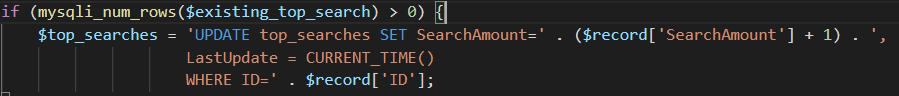 if (mysqli_num_rows($existing_top_search) > 0) {
$top_searches = 'UPDATE top_searches SET SearchAmount=' . ($record['SearchAmount'] + 1) . ',
LastUpdate = CURRENT_TIME()
WHERE ID=' . $record['ID'];